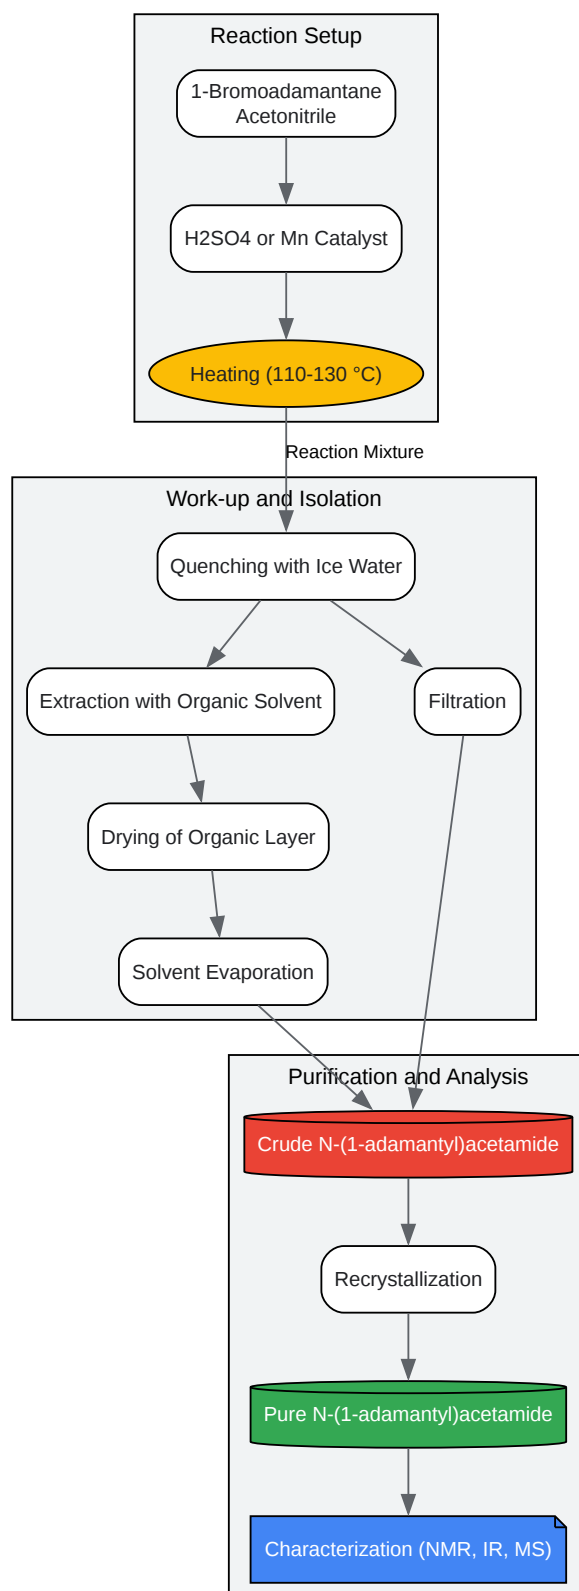 Reaction Setup
1-Bromoadamantane
Acetonitrile
H2SO4 or Mn Catalyst
Heating (110-130 °C)
Reaction Mixture
Work-up and Isolation
Quenching with Ice Water
Extraction with Organic Solvent
Filtration
Drying of Organic Layer
Solvent Evaporation
Purification and Analysis
Crude N-(1-adamantyl)acetamide
Recrystallization
Pure N-(1-adamantyl)acetamide
Characterization (NMR, IR, MS)